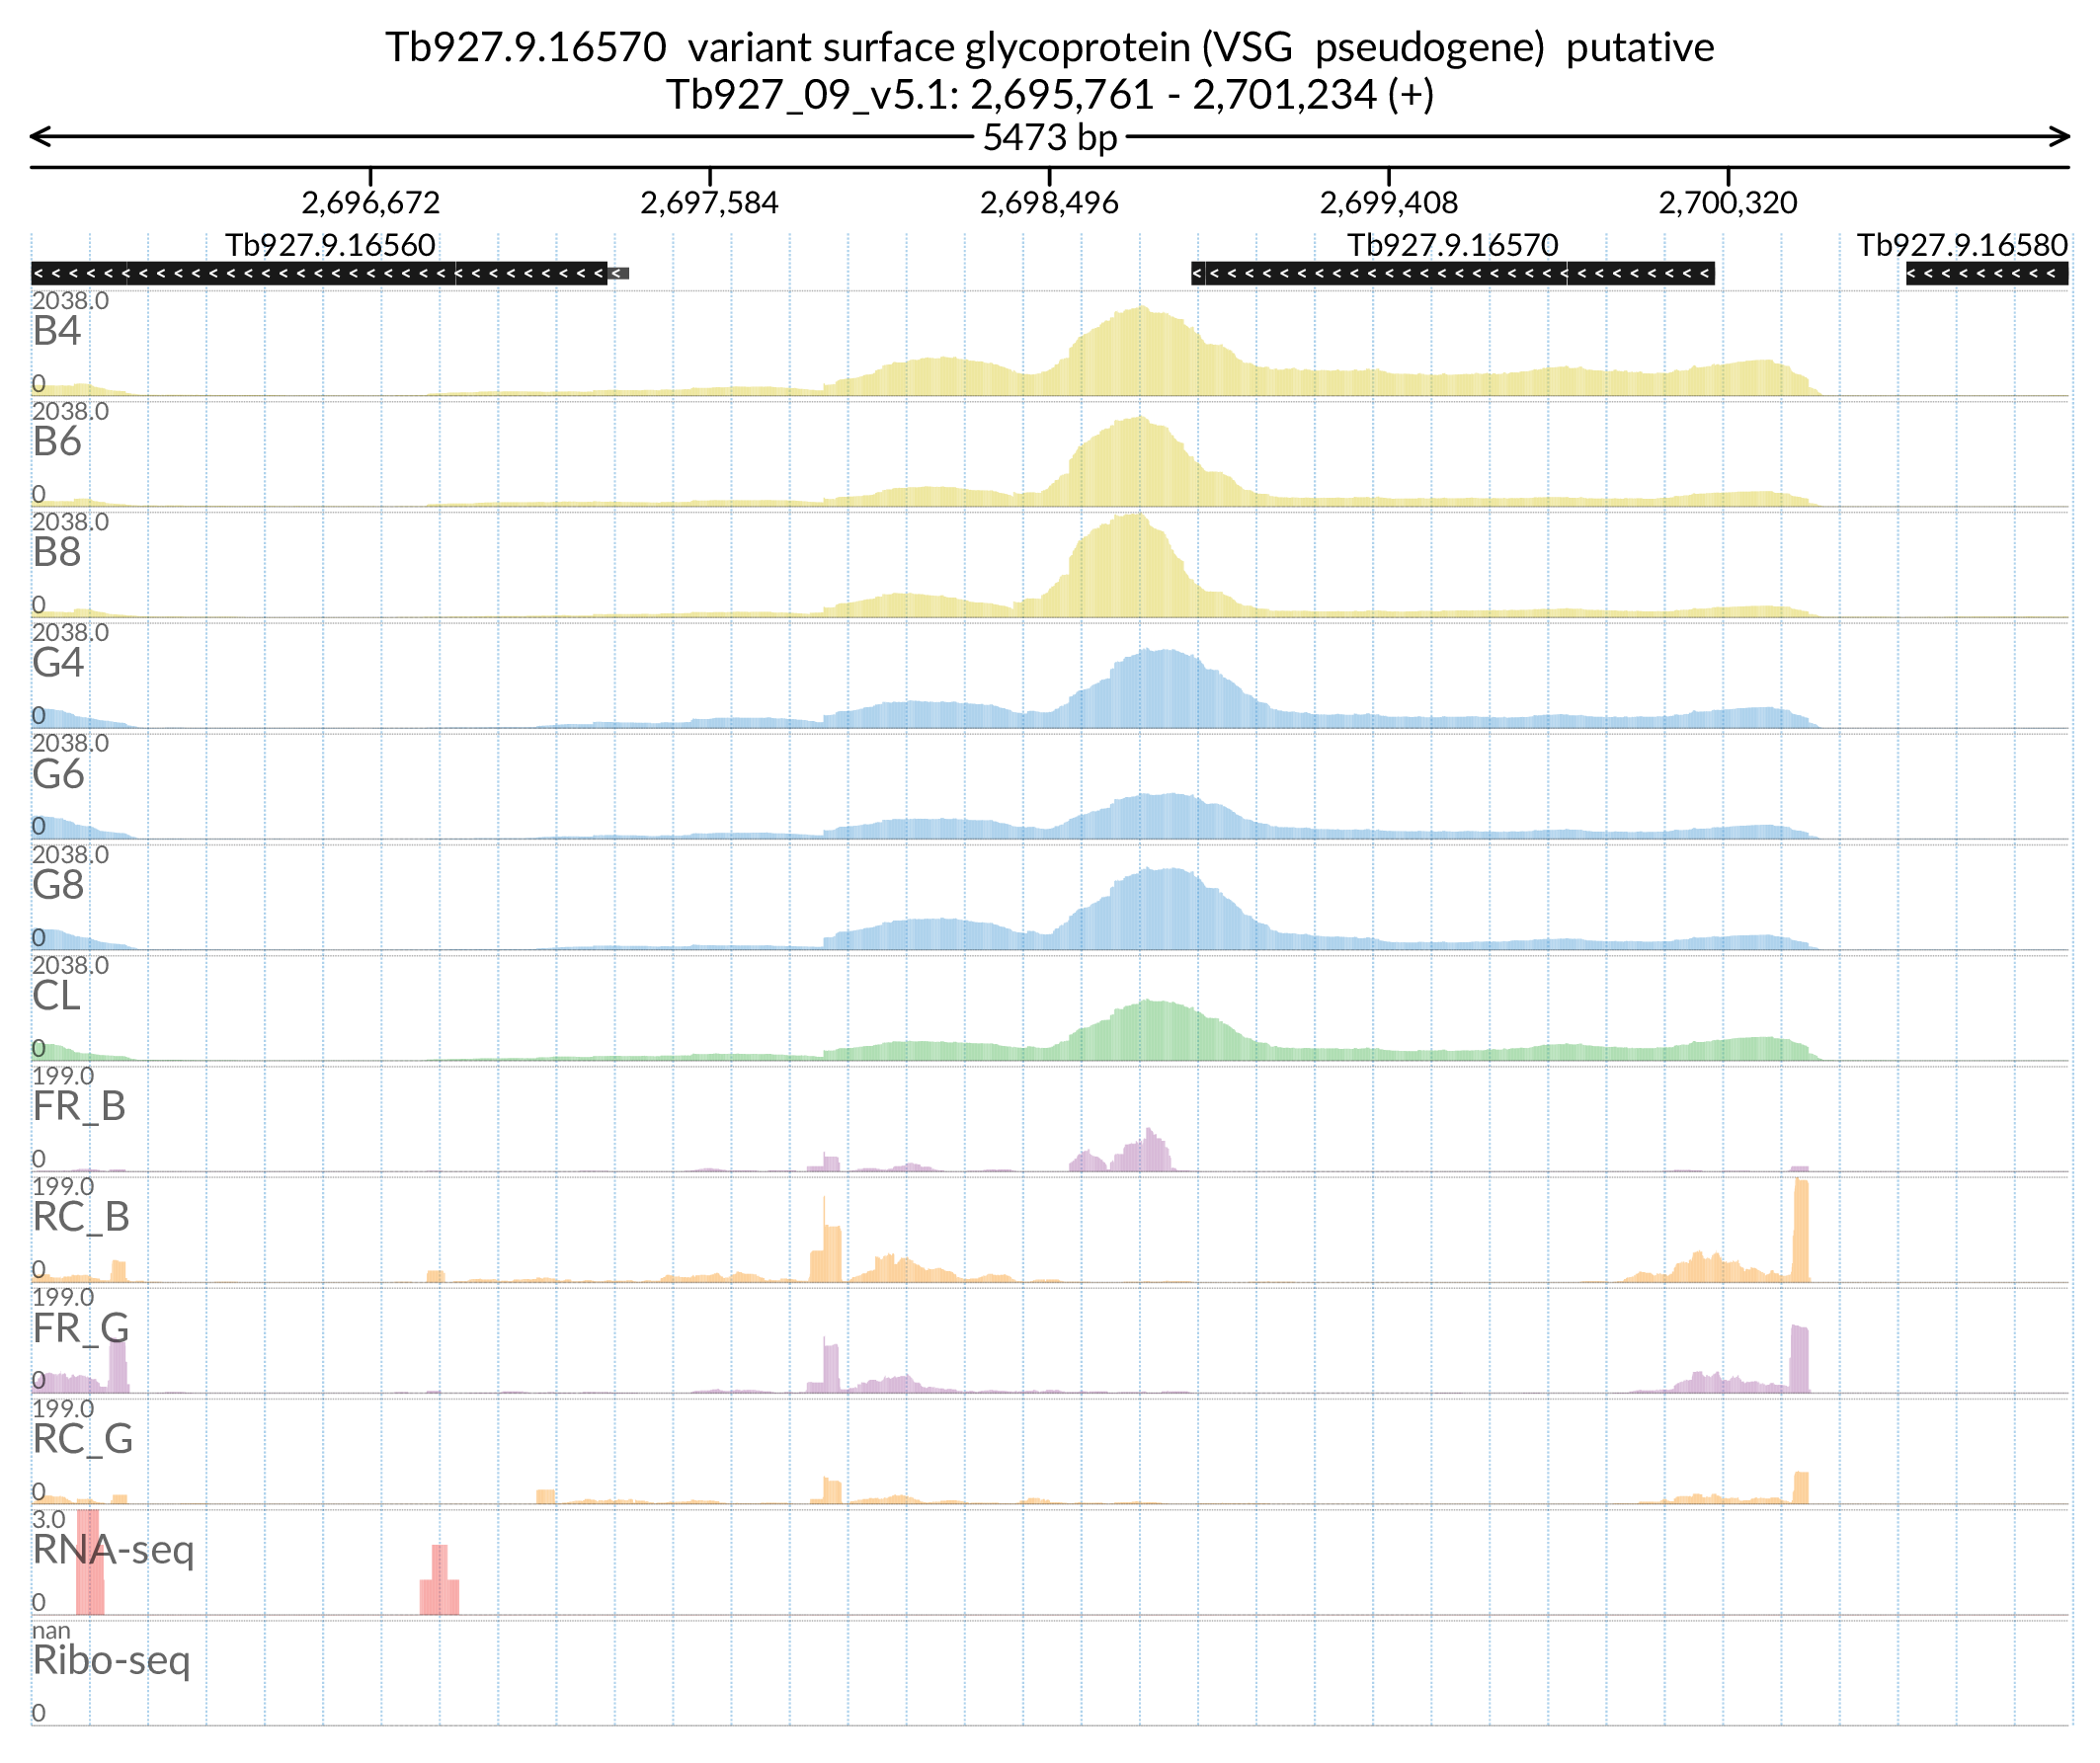 Tb927.9.16570 variant surface glycoprotein (VSG pseudogene) putative
Tb927_09_v5.1: 2,695,761 - 2,701,234 (+)
5473 bp
2,696,672 2,697,584 2,698,496 2,699,408 2,700,320
Tb927.9.16560 Tb927.9.16570 Tb927.9.16580
2038.0
B4
0
2038.0
B6
0
2038.0
B8
0
2038.0
G4
0
2038.0
G6
0
2038.0
G8
0
2038.0
CL
0
199.0
FR_B
0
199.0
RC_B
0
199.0
FR_G
0
199.0
RC_G
0
3.0
RNA-seq
0
nan
Ribo-seq
0